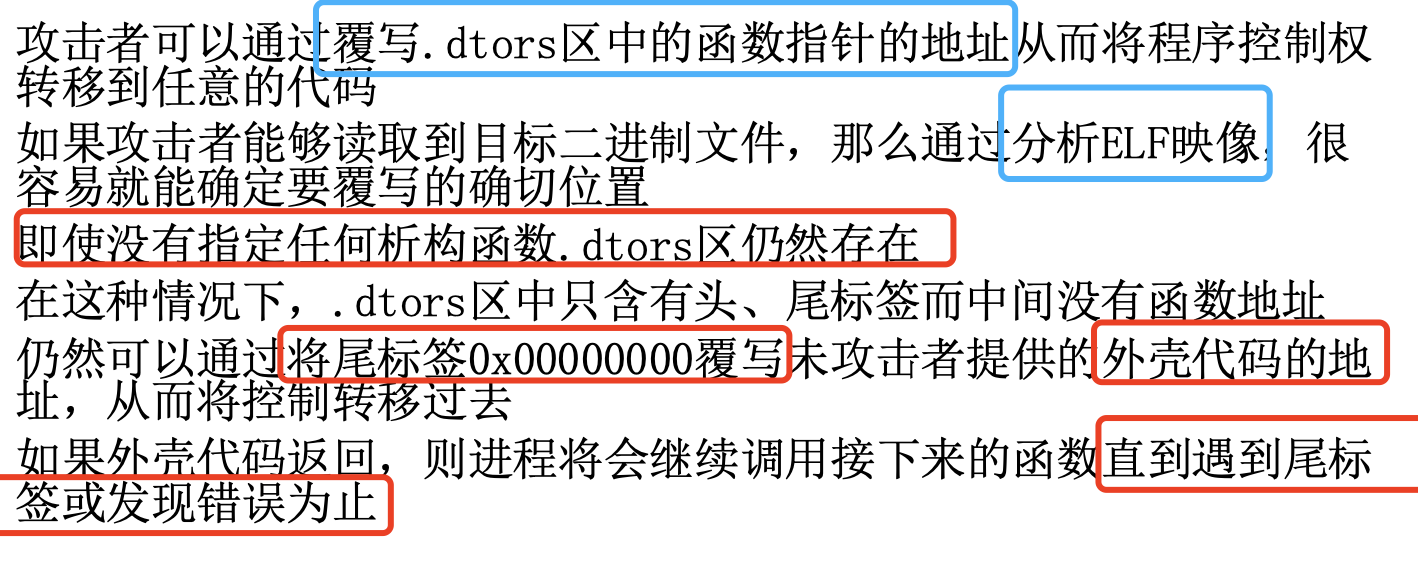 攻击者可以通过覆写.dtors区中的函数指针的地址从而将程序控制权
转移到任意的代码
如果攻击者能够读取到目标二进制文件，那么通过分析ELF映像，很
容易就能确定要覆写的确切位置
即使没有指定任何析构函数.dtors区仍然存在
在这种情况下，.dtors区中只含有头、尾标签而中间没有函数地址
仍然可以通过将尾标签0x00000000覆写未攻击者提供的外壳代码的地
址，从而将控制转移过去
如果外壳代码返回，则进程将会继续调用接下来的函数直到遇到尾标
签或发现错误为止